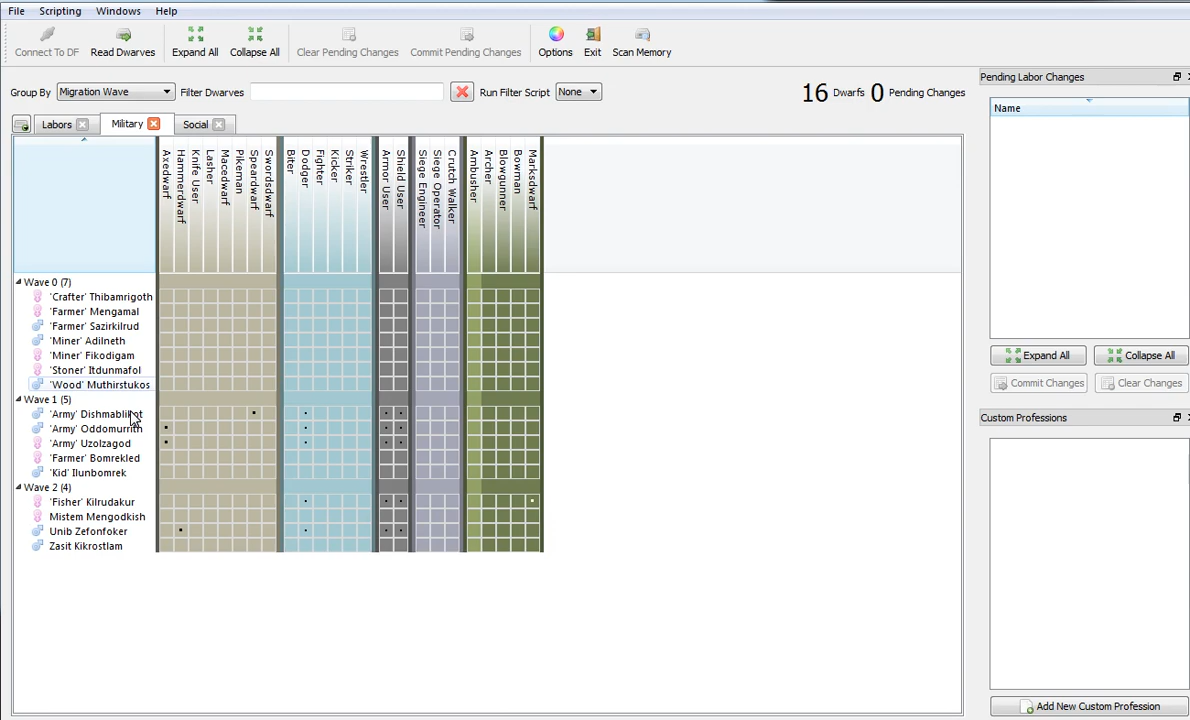 File Scripting Windows Help
Connect To DF Read Dwarves Expand All Collapse All Clear Pending Changes Commit Pending Changes Options Exit Scan Memory
Group By Migration Wave Filter Dwarves Run Filter Script None 16 Dwarfs 0 Pending Changes
Labors Military Social
Axedwarf
Hammerdwarf
Knife User
Lasher
Macedwarf
Pikeman
Speardwarf
Swordsdwarf
Biter
Dodger
Fighter
Kicker
Striker
Wrestler
Armor User
Shield User
Siege Engineer
Siege Operator
Crutch Walker
Ambusher
Archer
Blowgunner
Bowman
Marksdwarf
Wave 0 (7)
'Crafter' Thibamrigoth
'Farmer' Mengamal
'Farmer' Sazirkilrud
'Miner' Adilneth
'Miner' Fikodigam
'Stoner' Itdunmafol
'Wood' Muthirstukos
Wave 1 (5)
'Army'
'Army' Oddomurrith
'Army' Uzolzagod
'Farmer' Bomrekled
'Kid' Ilunbomrek
Wave 2 (4)
'Fisher' Kilrudakur
Mistem Mengodkish
Unib Zefonfoker
Zasit Kikrostlam
Pending Labor Changes
Name
Expand All Collapse All
Commit Changes Clear Changes
Custom Professions
Add New Custom Profession